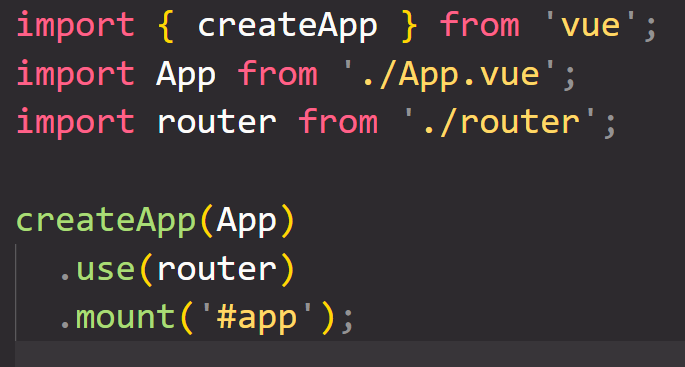 import { createApp } from 'vue';
import App from './App.vue';
import router from './router';
createApp(App)
  .use(router)
  .mount('#app');